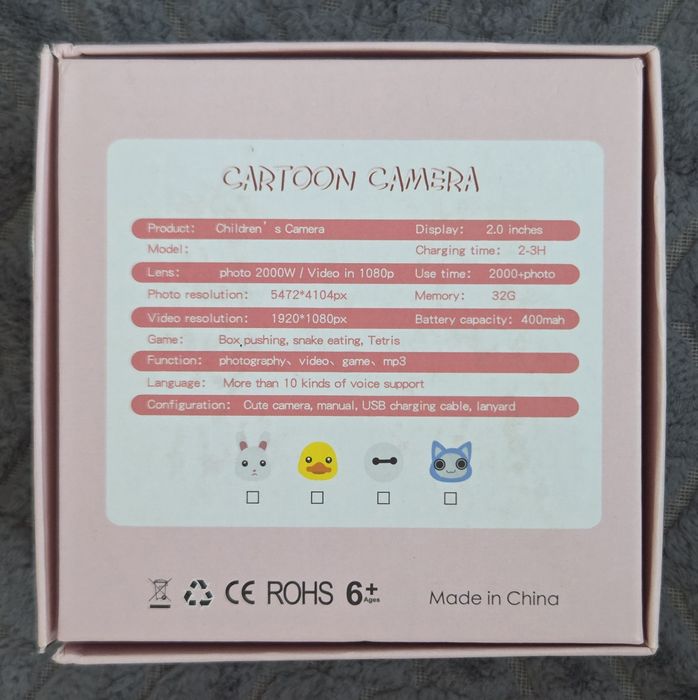 CARTOON CAMERA
Product: Children's Camera Display: 2.0 inches
Model: Charging time: 2-3H
Lens: photo 2000W / Video in 1080p Use time: 2000+photo
Photo resolution: 5472*4104px Memory: 32G
Video resolution: 1920*1080px Battery capacity: 400mah
Game: Box pushing, snake eating, Tetris
Function: photography、video、game、mp3
Language: More than 10 kinds of voice support
Configuration: Cute camera, manual, USB charging cable, lanyard
CE ROHS 6+ Ages Made in China